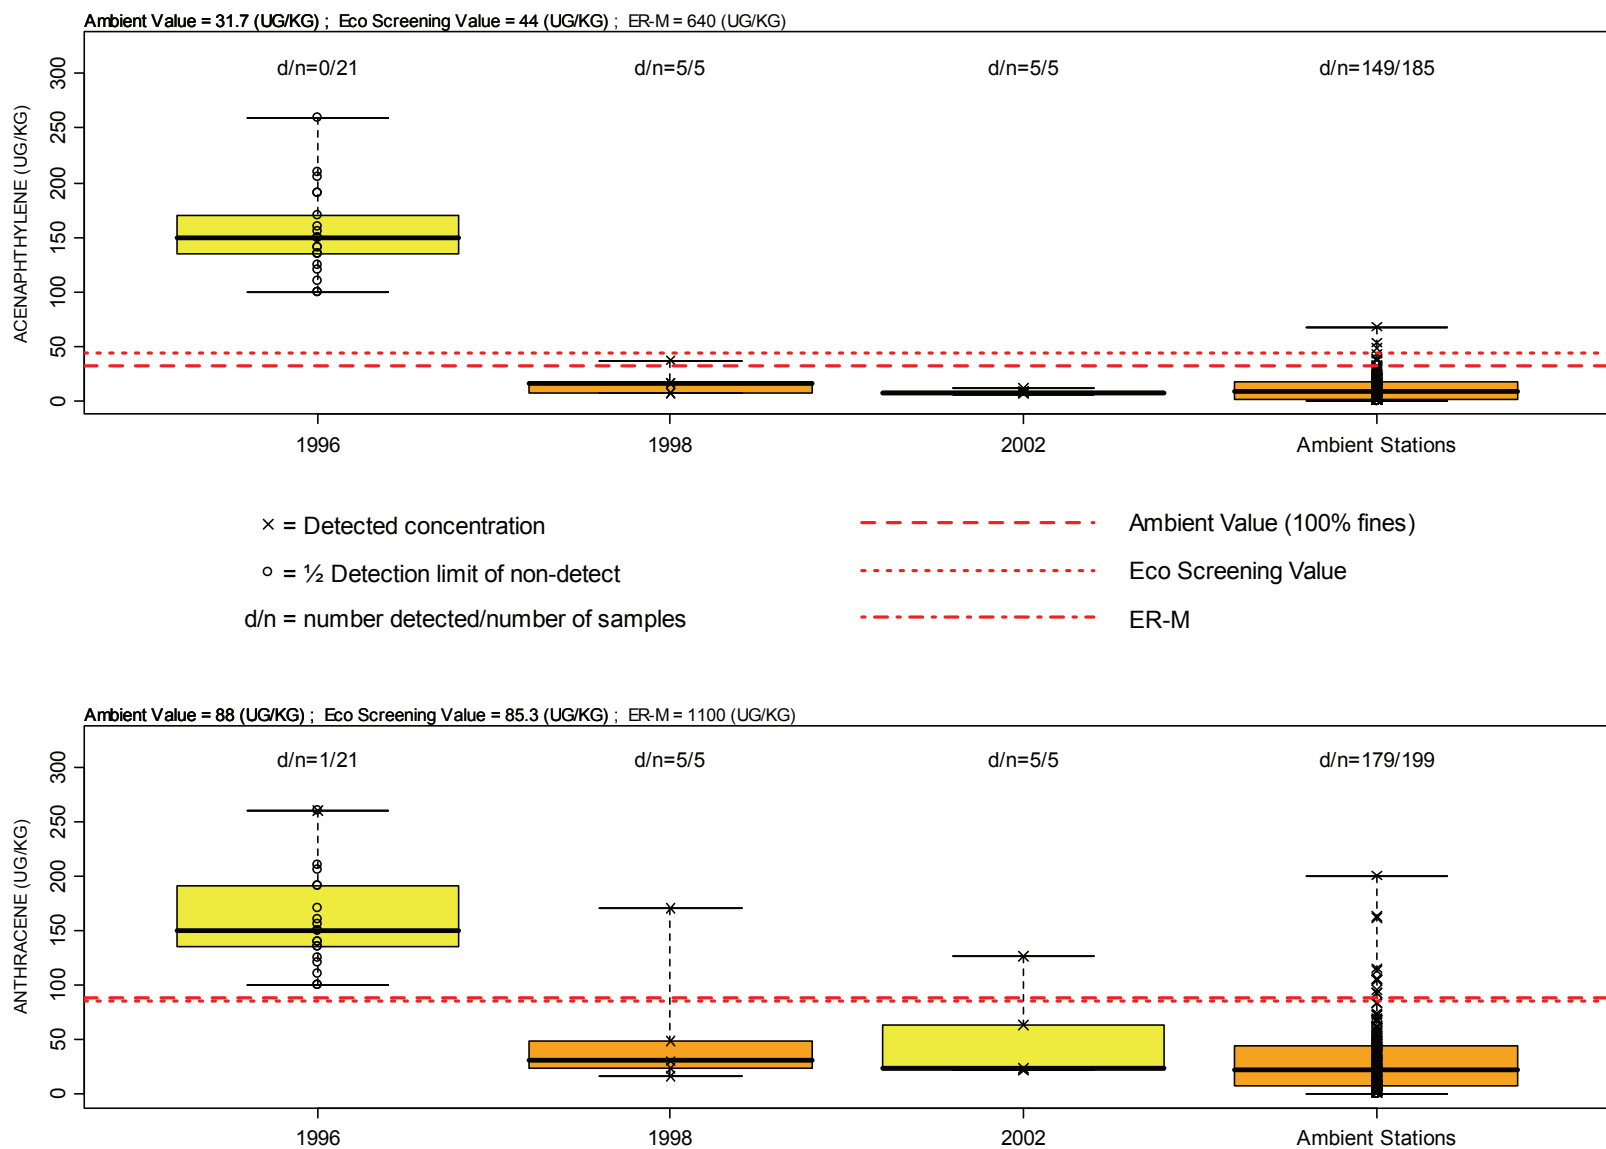 Ambient Value = 31.7 (UG/KG) ; Eco Screening Value = 44 (UG/KG) ; ER-M = 640 (UG/KG)
d/n=0/21 d/n=5/5 d/n=5/5 d/n=149/185
ACENAPHTHYLENE (UG/KG)
300
250
200
150
100
50
0
1996 1998 2002 Ambient Stations
× = Detected concentration
Ambient Value (100% fines)
o = ½ Detection limit of non-detect
Eco Screening Value
d/n = number detected/number of samples
ER-M
Ambient Value = 88 (UG/KG) ; Eco Screening Value = 85.3 (UG/KG) ; ER-M = 1100 (UG/KG)
d/n=1/21 d/n=5/5 d/n=5/5 d/n=179/199
ANTHRACENE (UG/KG)
300
250
200
150
100
50
0
1996 1998 2002 Ambient Stations